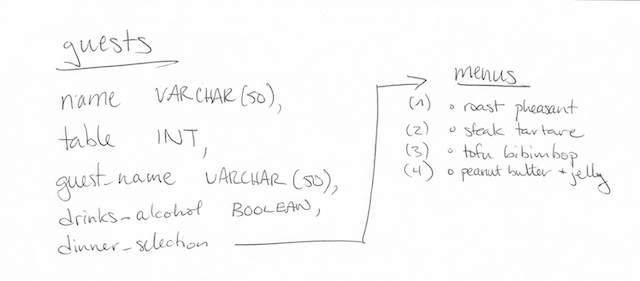 guests
name VARCHAR(50),
table INT,
guest_name VARCHAR(50),
drinks_alcohol BOOLEAN,
dinner_selection
menus
(1) o roast pheasant
(2) o steak tartare
(3) o tofu bibimbop
(4) o peanut butter + jelly